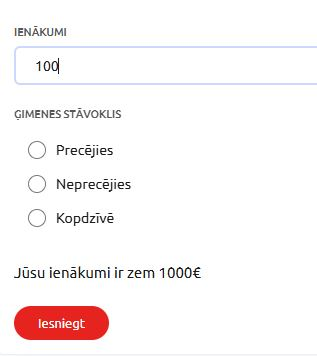 IENĀKUMI
100
ĢIMENES STĀVOKLIS
Precējies
Neprecējies
Kopdzīvē
Jūsu ienākumi ir zem 1000€
Iesniegt